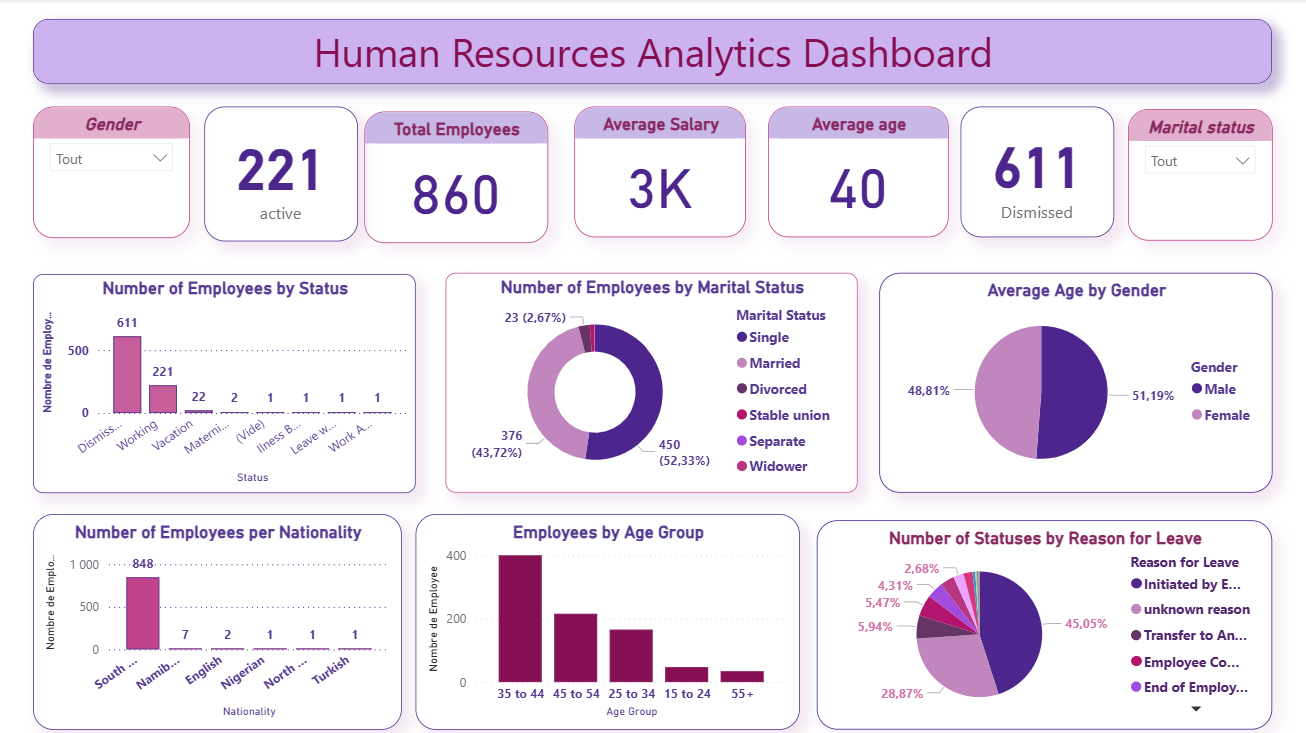 Human Resources Analytics Dashboard
Gender
Tout
221
active
Total Employees
860
Average Salary
3K
Average age
40
611
Dismissed
Marital status
Tout
Number of Employees by Status
Nombre de Employ...
500
0
611
221
22
2
1
1
1
1
Dismiss...
Working
Vacation
Materni...
(Vide)
Ilness B...
Leave w...
Work A...
Status
Number of Employees by Marital Status
23 (2,67%)
376
(43,72%)
450
(52,33%)
Marital Status
Single
Married
Divorced
Stable union
Separate
Widower
Average Age by Gender
48,81%
51,19%
Gender
Male
Female
Number of Employees per Nationality
Nombre de Emplo...
1 000
500
0
848
7
2
1
1
1
South ...
Namib...
English
Nigerian
North ...
Turkish
Nationality
Employees by Age Group
Nombre de Employee
400
200
0
35 to 44
45 to 54
25 to 34
15 to 24
55+
Age Group
Number of Statuses by Reason for Leave
2,68%
4,31%
5,47%
5,94%
28,87%
45,05%
Reason for Leave
Initiated by E...
unknown reason
Transfer to An...
Employee Co...
End of Employ...